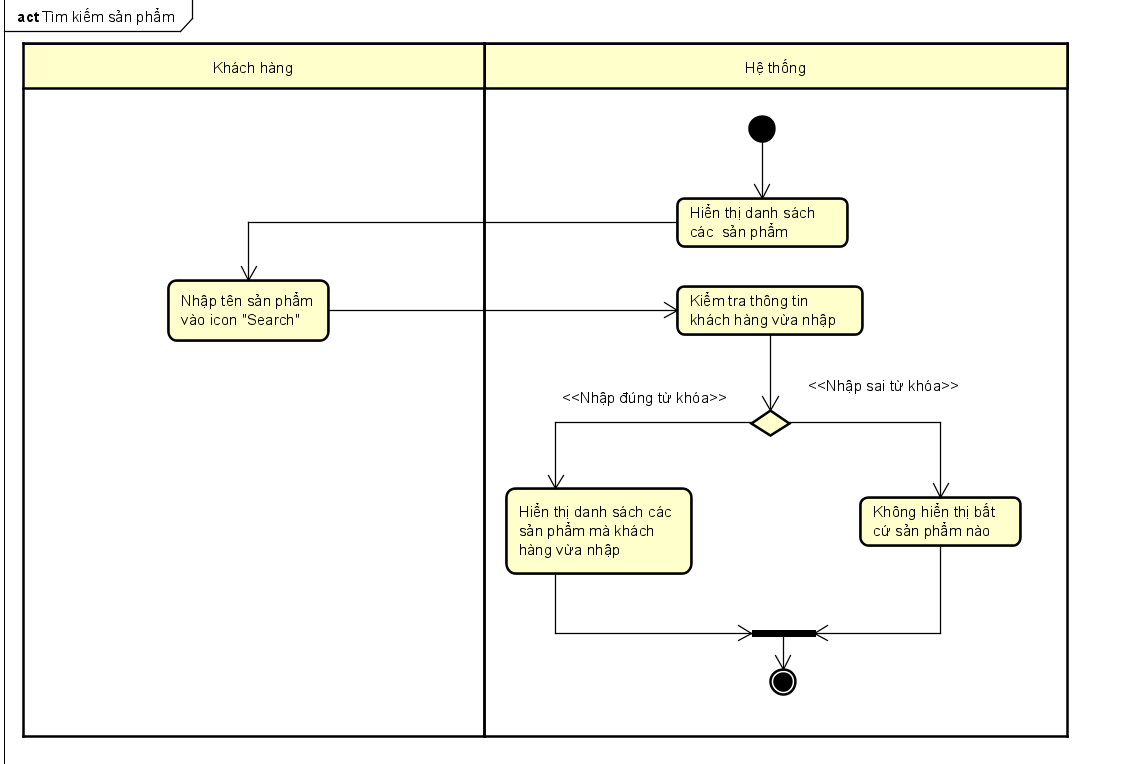 act Tìm kiếm sản phẩm
Khách hàng
Hệ thống
Hiển thị danh sách
các sản phẩm
Nhập tên sản phẩm
vào icon "Search"
Kiểm tra thông tin
khách hàng vừa nhập
<<Nhập đúng từ khóa>>
<<Nhập sai từ khóa>>
Hiển thị danh sách các
sản phẩm mà khách
hàng vừa nhập
Không hiển thị bất
cứ sản phẩm nào